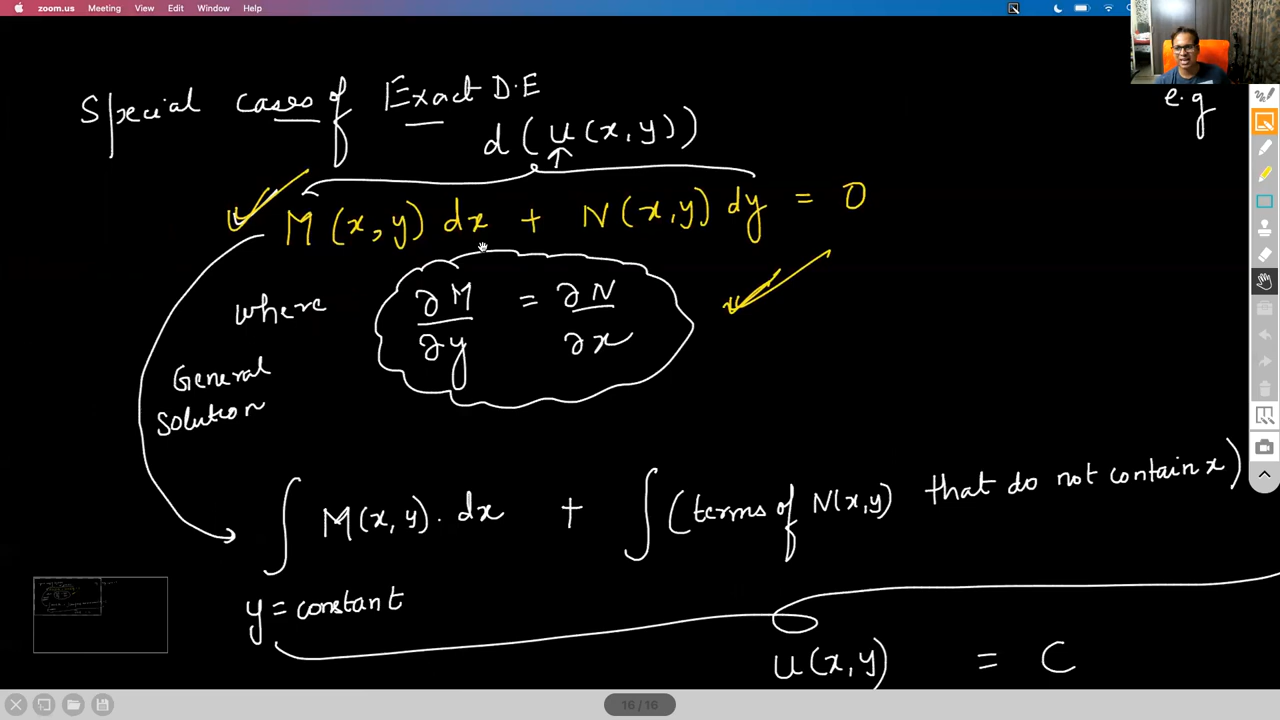 zoom.us Meeting View Edit Window Help
Special cases of Exact D.E
e.g
d(u(x,y))
M(x,y) dx + N(x,y) dy = 0
where ∂M/∂y = ∂N/∂x
General
Solution
∫ M(x,y). dx + ∫ (terms of N(x,y) that do not contain x)
y = constant
u(x,y) = C
16 / 16